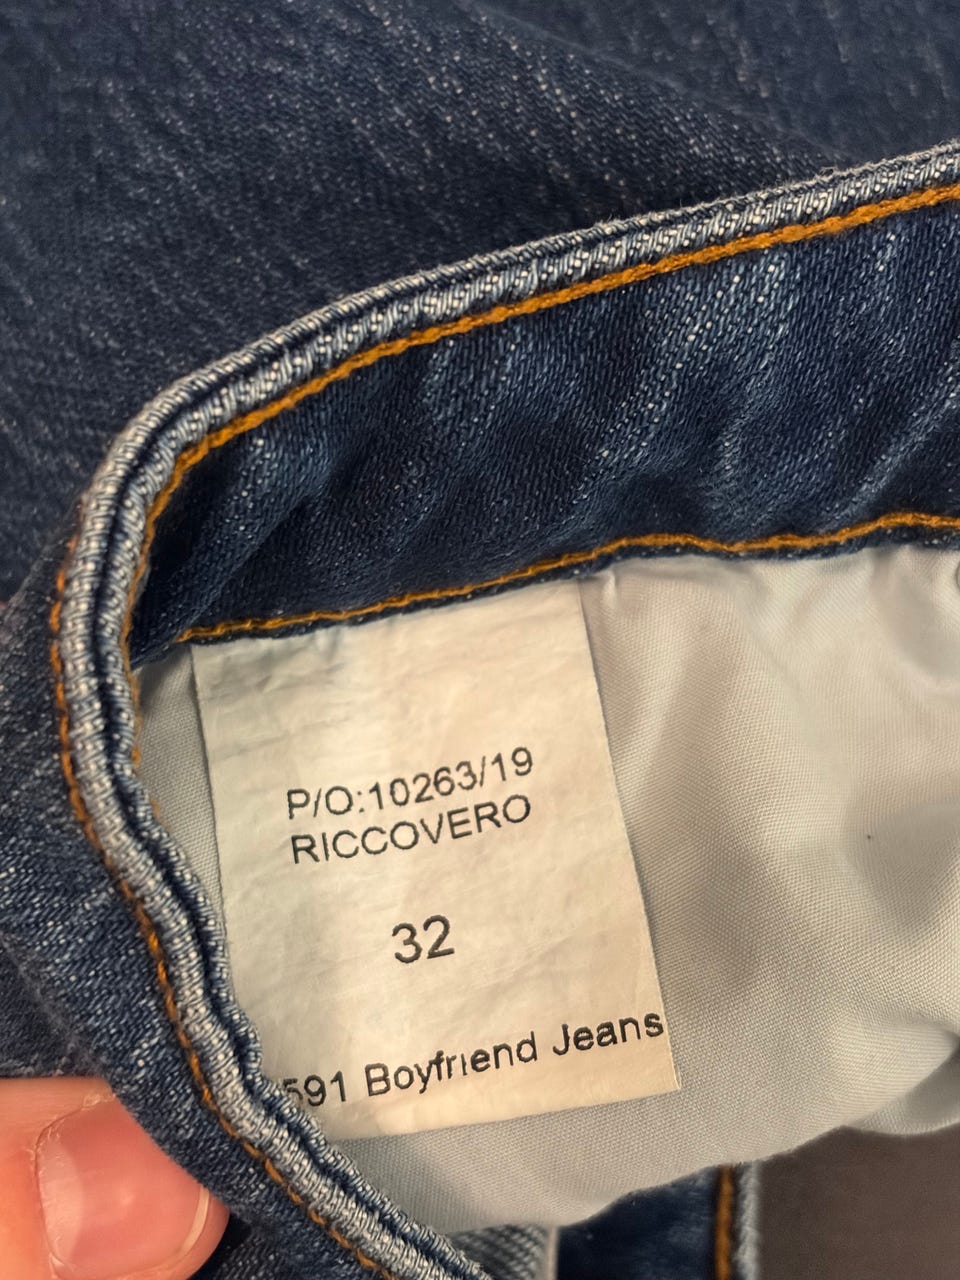 P/O:10263/19
RICCOVERO
32
591 Boyfriend Jeans